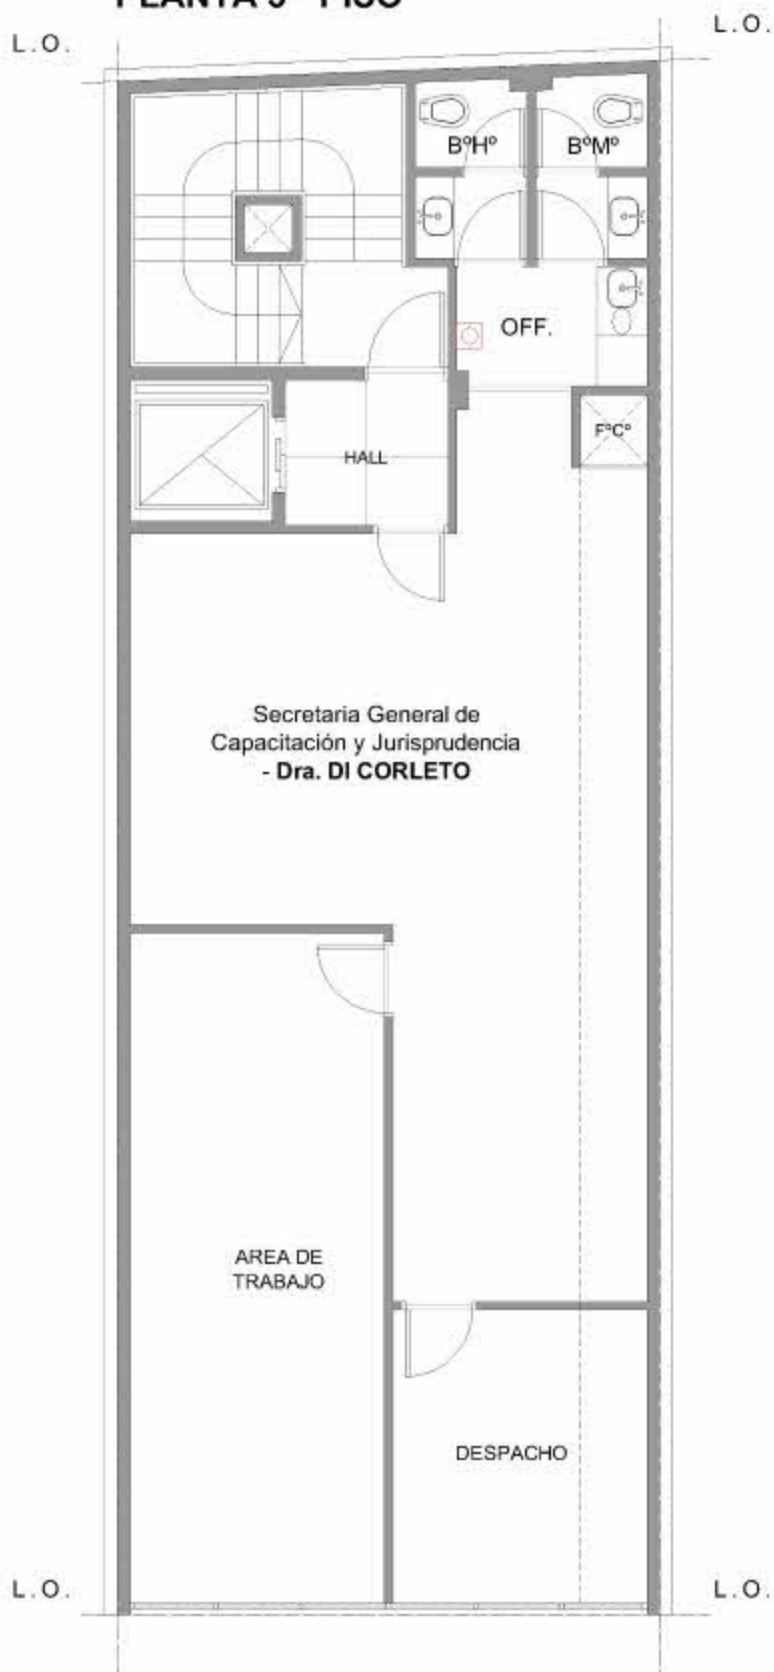 L.O.
L.O.
BºHº
BºMº
OFF.
FºCº
HALL
Secretaria General de
Capacitación y Jurisprudencia
- Dra. DI CORLETO
AREA DE
TRABAJO
DESPACHO
L.O.
L.O.